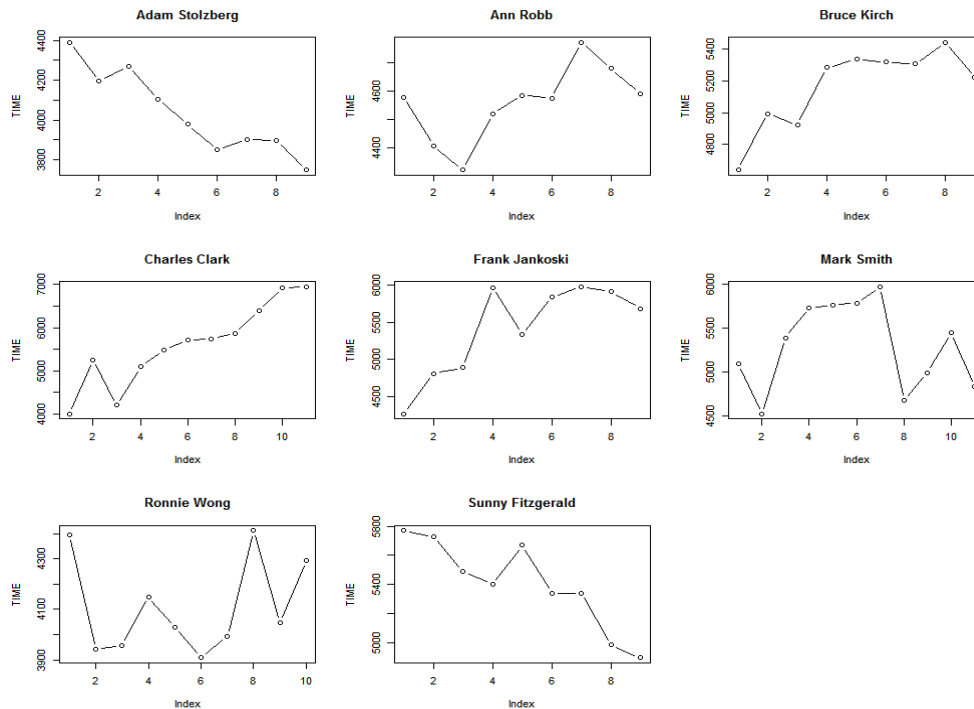 Adam Stolzberg
TIME
4400
4200
4000
3800
2
4
6
8
Index
Ann Robb
TIME
4600
4400
2
4
6
8
Index
Bruce Kirch
TIME
5400
5200
5000
4800
2
4
6
8
Index
Charles Clark
TIME
7000
6000
5000
4000
2
4
6
8
10
Index
Frank Jankoski
TIME
6000
5500
5000
4500
2
4
6
8
Index
Mark Smith
TIME
6000
5500
5000
4500
2
4
6
8
10
Index
Ronnie Wong
TIME
4300
4100
3900
2
4
6
8
10
Index
Sunny Fitzgerald
TIME
5800
5400
5000
2
4
6
8
Index